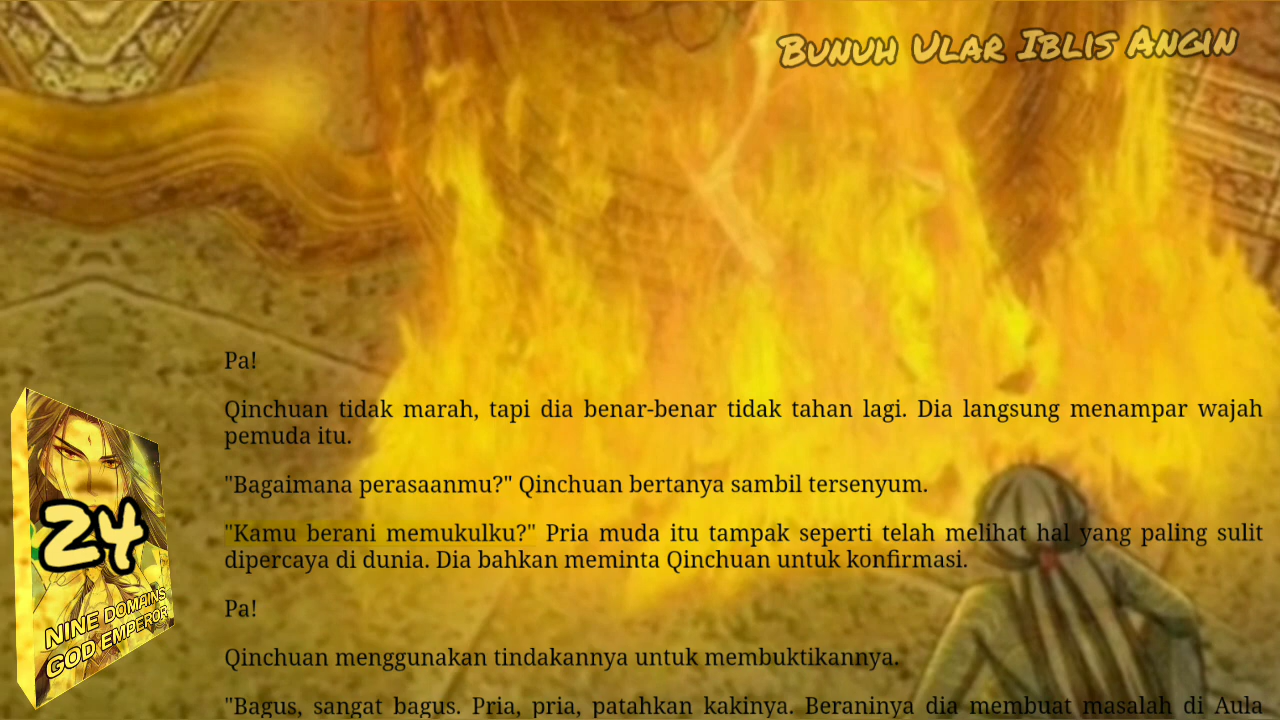 Bunuh Ular Iblis Angin
Pa!
Qinchuan tidak marah, tapi dia benar-benar tidak tahan lagi. Dia langsung menampar wajah
pemuda itu.
"Bagaimana perasaanmu?" Qinchuan bertanya sambil tersenyum.
"Kamu berani memukulku?" Pria muda itu tampak seperti telah melihat hal yang paling sulit
dipercaya di dunia. Dia bahkan meminta Qinchuan untuk konfirmasi.
Pa!
Qinchuan menggunakan tindakannya untuk membuktikannya.
"Bagus, sangat bagus. Pria, pria, patahkan kakinya. Beraninya dia membuat masalah di Aula
24
NINE DOMAINS
GOD EMPEROR